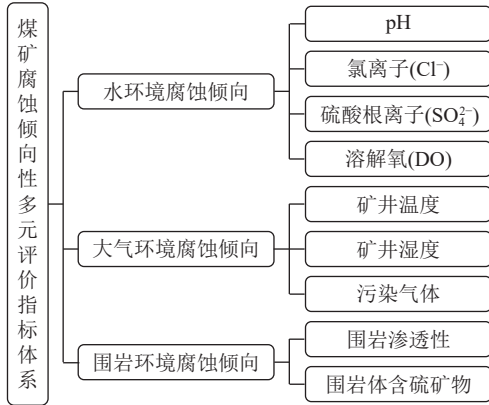 煤矿腐蚀倾向性多元评价指标体系
水环境腐蚀倾向
pH
氯离子(Cl⁻)
硫酸根离子(SO₄²⁻)
溶解氧(DO)
大气环境腐蚀倾向
矿井温度
矿井湿度
污染气体
围岩环境腐蚀倾向
围岩渗透性
围岩体含硫矿物